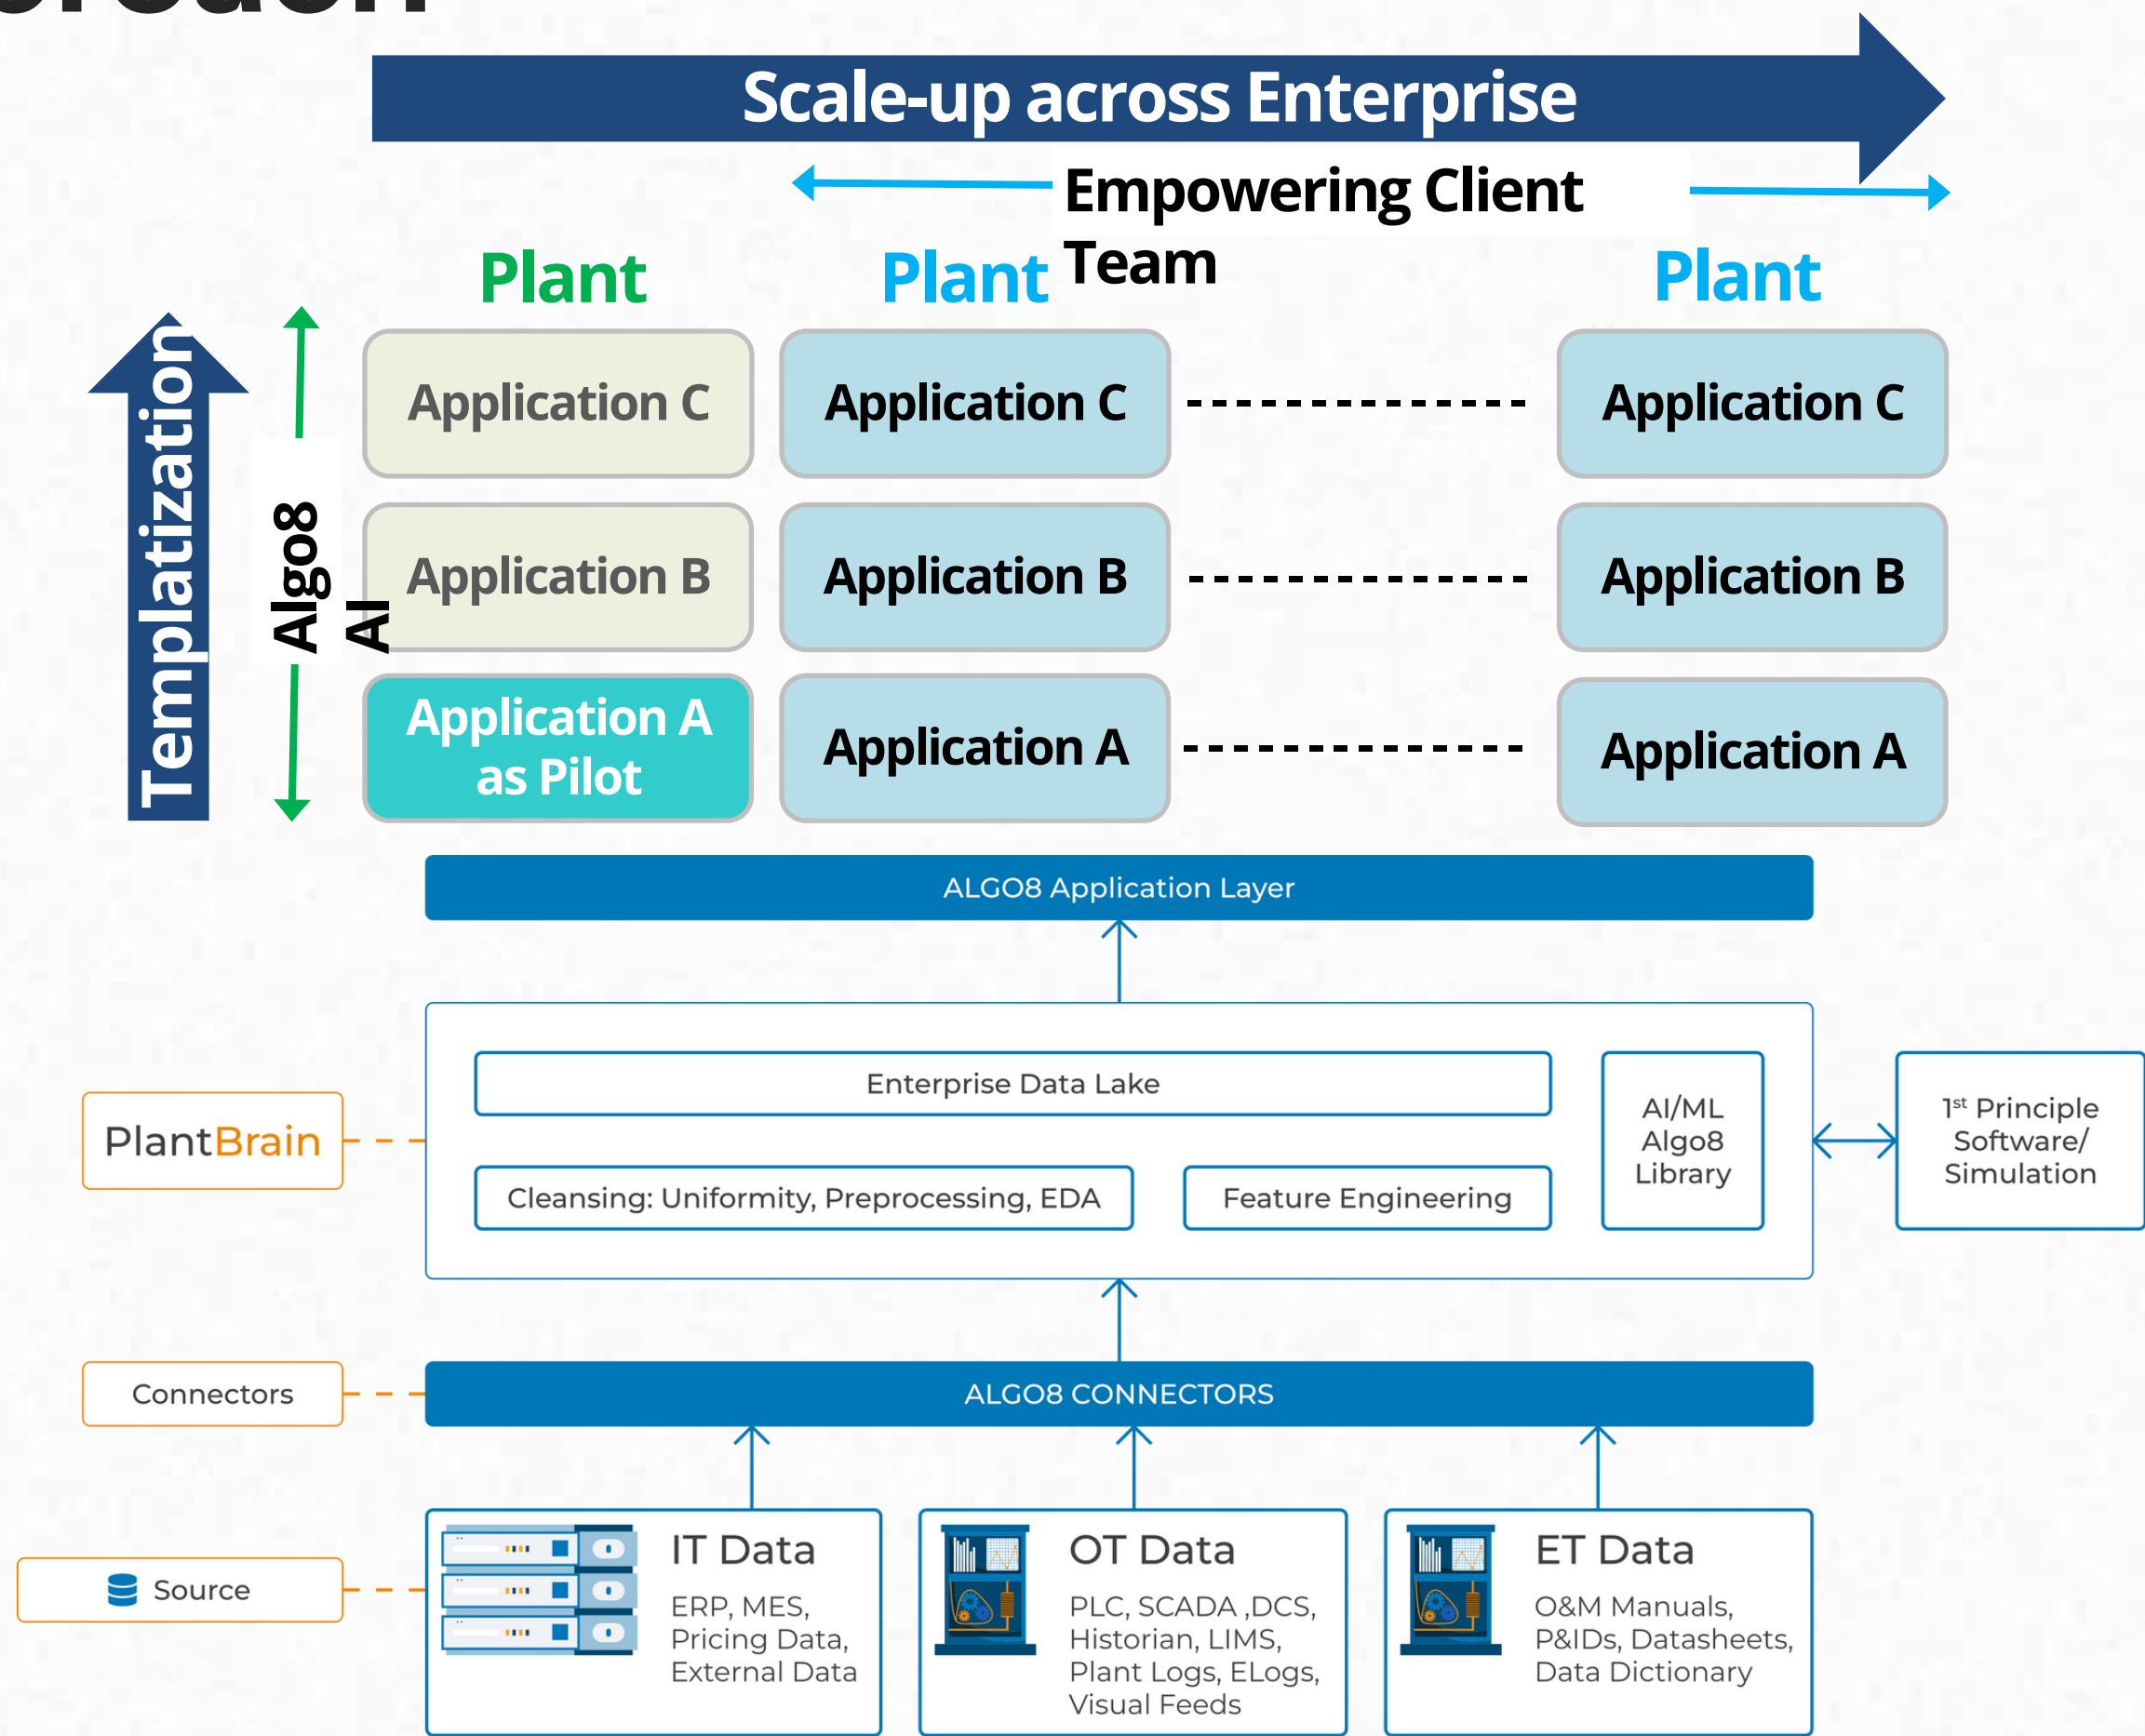 Scale-up across Enterprise
Empowering Client
Team
Plant
Plant
Plant
Templatization
Algo8
AI
Application C
Application C
Application C
Application B
Application B
Application B
Application A
as Pilot
Application A
Application A
ALGO8 Application Layer
PlantBrain
Enterprise Data Lake
Cleansing: Uniformity, Preprocessing, EDA
Feature Engineering
AI/ML
Algo8
Library
1st Principle
Software/
Simulation
Connectors
ALGO8 CONNECTORS
Source
IT Data
ERP, MES,
Pricing Data,
External Data
OT Data
PLC, SCADA ,DCS,
Historian, LIMS,
Plant Logs, ELogs,
Visual Feeds
ET Data
O&M Manuals,
P&IDs, Datasheets,
Data Dictionary